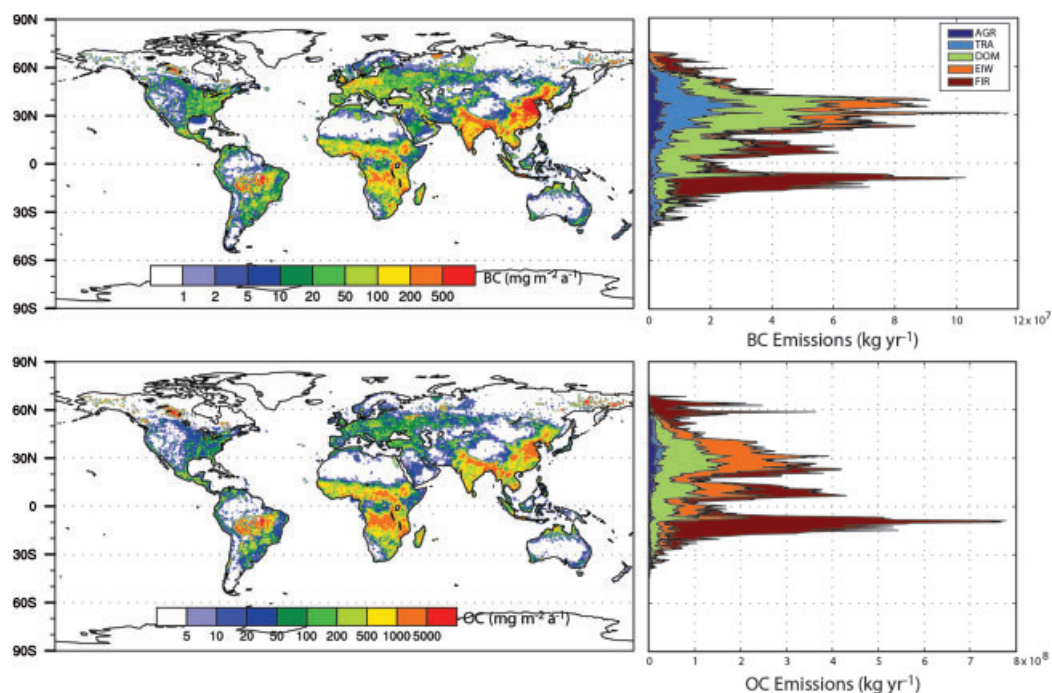 90N
60N
30N
0
30S
60S
90S
BC (mg m⁻² a⁻¹)
1 2 5 10 20 50 100 200 500
AGR
TRA
DOM
EIW
FIR
0 2 4 6 8 10 12x10⁷
BC Emissions (kg yr⁻¹)
90N
60N
30N
0
30S
60S
90S
OC (mg m⁻² a⁻¹)
5 10 20 50 100 200 500 1000 5000
0 1 2 3 4 5 6 7 8 x 10⁸
OC Emissions (kg yr⁻¹)